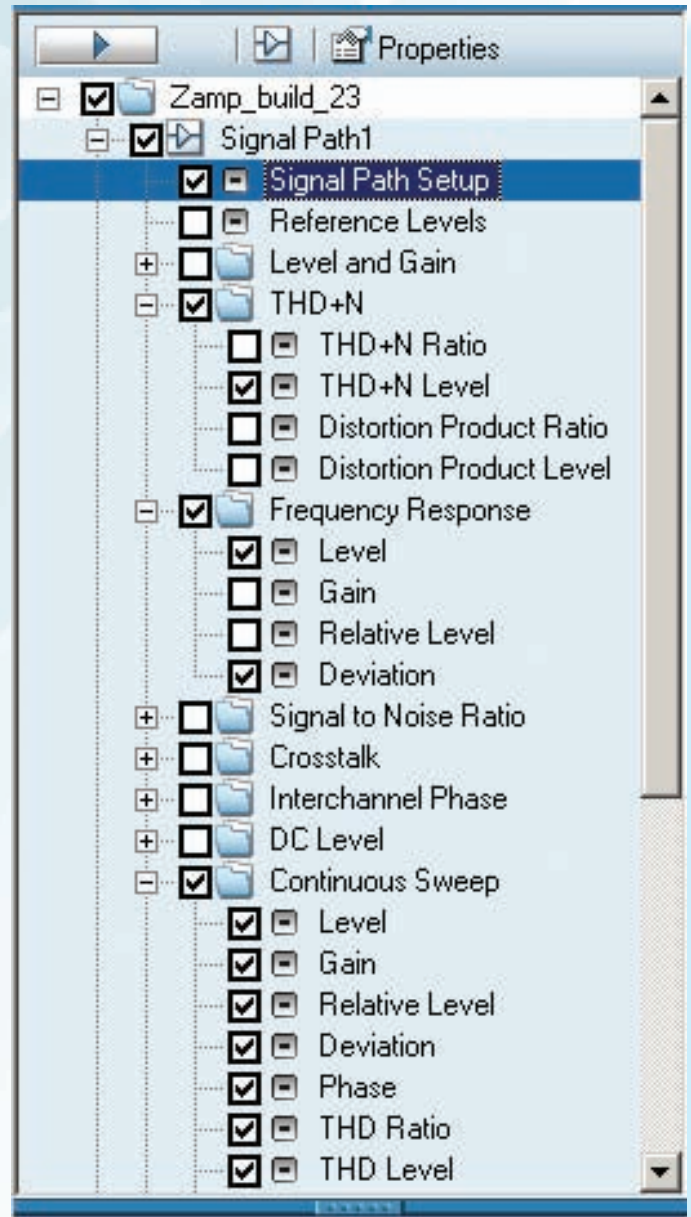 Properties
Zamp_build_23
Signal Path1
Signal Path Setup
Reference Levels
Level and Gain
THD+N
THD+N Ratio
THD+N Level
Distortion Product Ratio
Distortion Product Level
Frequency Response
Level
Gain
Relative Level
Deviation
Signal to Noise Ratio
Crosstalk
Interchannel Phase
DC Level
Continuous Sweep
Level
Gain
Relative Level
Deviation
Phase
THD Ratio
THD Level